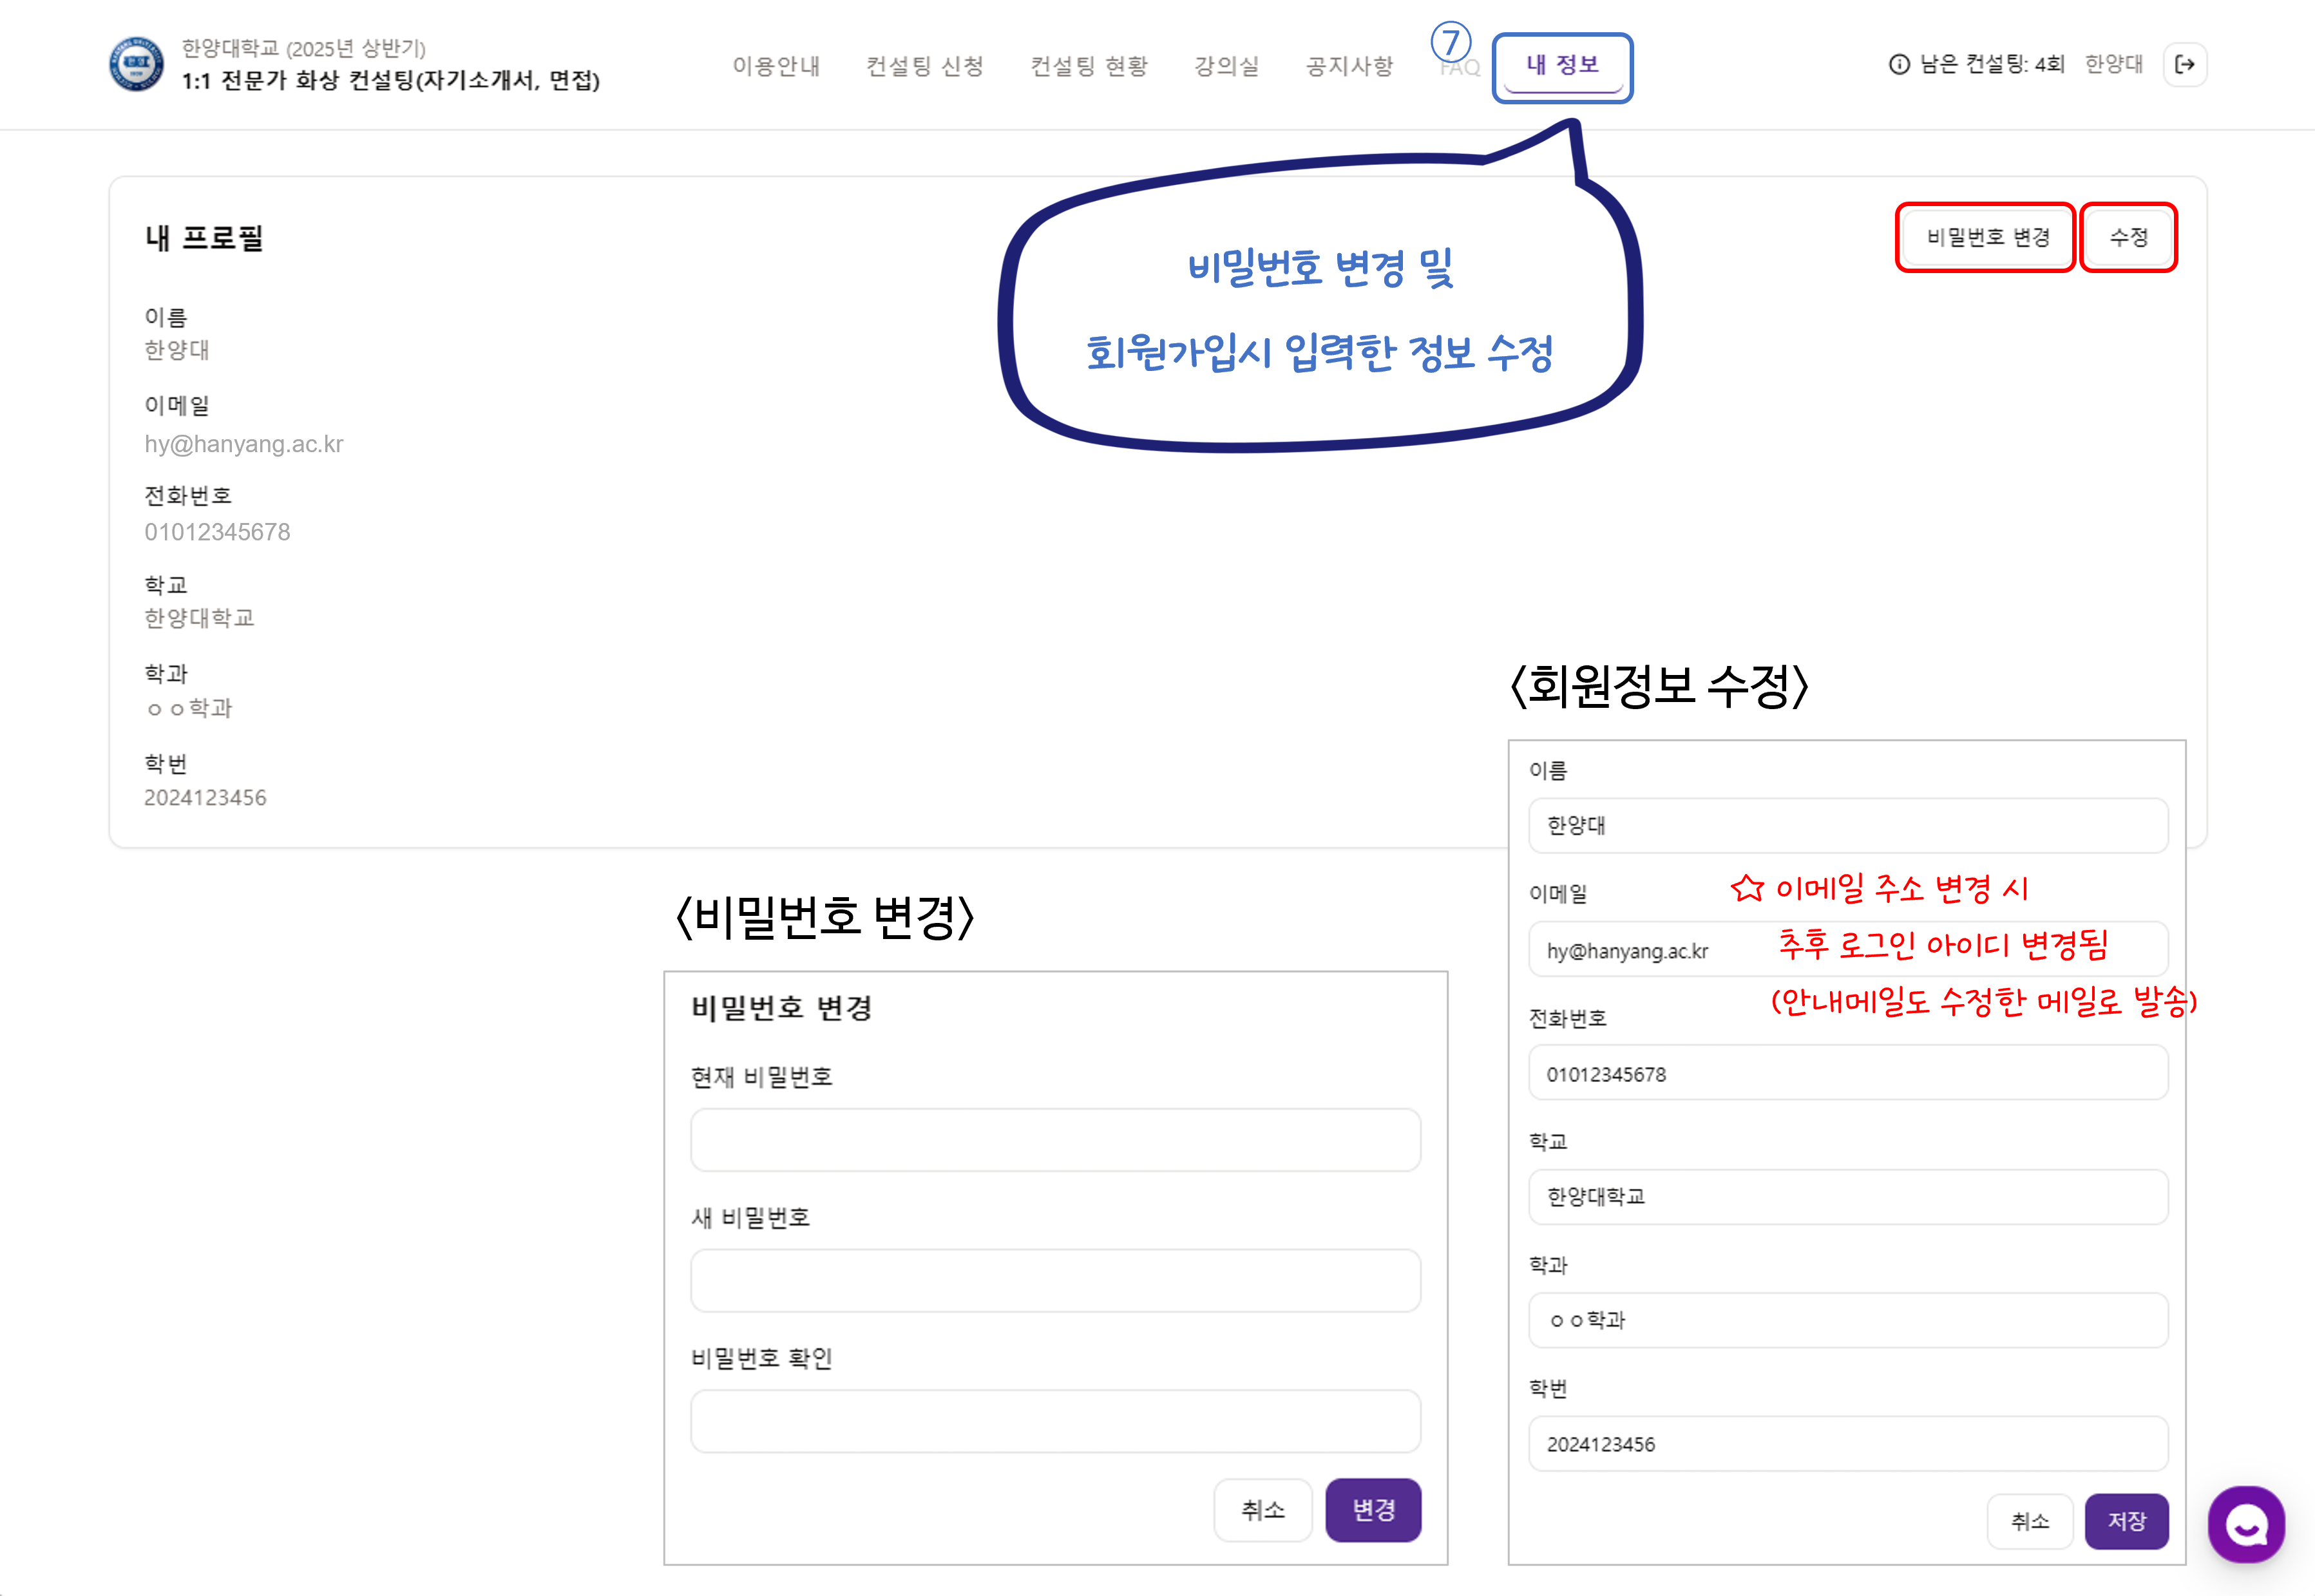 한양대학교 (2025년 상반기)
1:1 전문가 화상 컨설팅(자기소개서, 면접)
이용안내 컨설팅 신청 컨설팅 현황 강의실 공지사항 FAQ 내 정보
⑦
남은 컨설팅: 4회 한양대
비밀번호 변경 및
회원가입시 입력한 정보 수정
내 프로필
비밀번호 변경 수정
이름
한양대
이메일
hy@hanyang.ac.kr
전화번호
01012345678
학교
한양대학교
학과
ㅇㅇ학과
학번
2024123456
<비밀번호 변경>
비밀번호 변경
현재 비밀번호
새 비밀번호
비밀번호 확인
취소 변경
<회원정보 수정>
이름
한양대
이메일
☆ 이메일 주소 변경 시
hy@hanyang.ac.kr
추후 로그인 아이디 변경됨
(안내메일도 수정한 메일로 발송)
전화번호
01012345678
학교
한양대학교
학과
ㅇㅇ학과
학번
2024123456
취소 저장